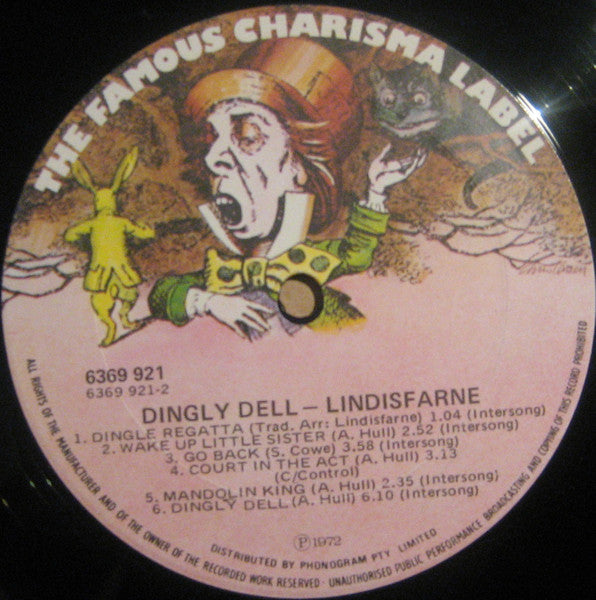 THE FAMOUS CHARISMA LABEL
6369 921
6369 921-2
DINGLY DELL – LINDISFARNE
1. DINGLE REGATTA (Trad. Arr: Lindisfarne) 1.04 (Intersong)
2. WAKE UP LITTLE SISTER (A. Hull) 2.52 (Intersong)
3. GO BACK (S. Cowe) 3.58 (Intersong)
4. COURT IN THE ACT (A. Hull) 3.13
(C/Control)
5. MANDOLIN KING (A. Hull) 2.35 (Intersong)
6. DINGLY DELL (A. Hull) 6.10 (Intersong)
℗ 1972
DISTRIBUTED BY PHONOGRAM PTY LIMITED
ALL RIGHTS OF THE MANUFACTURER AND OF THE OWNER OF THE RECORDED WORK RESERVED · UNAUTHORISED PUBLIC PERFORMANCE BROADCASTING AND COPYING OF THIS RECORD PROHIBITED